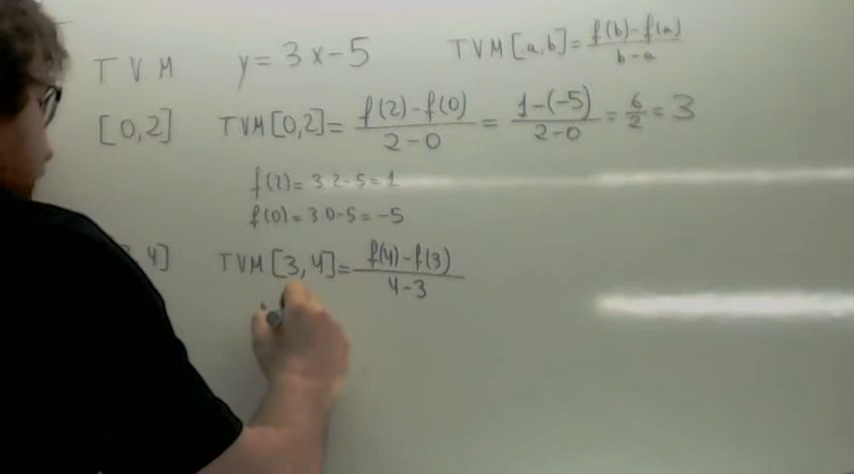 TVM y = 3x-5 TVM[a,b] = f(b)-f(a) / b-a
[0,2] TVM[0,2] = f(2)-f(0) / 2-0 = 1-(-5) / 2-0 = 6/2 = 3
f(2) = 3·2-5 = 1
f(0) = 3·0-5 = -5
4] TVM[3,4] = f(4)-f(3) / 4-3